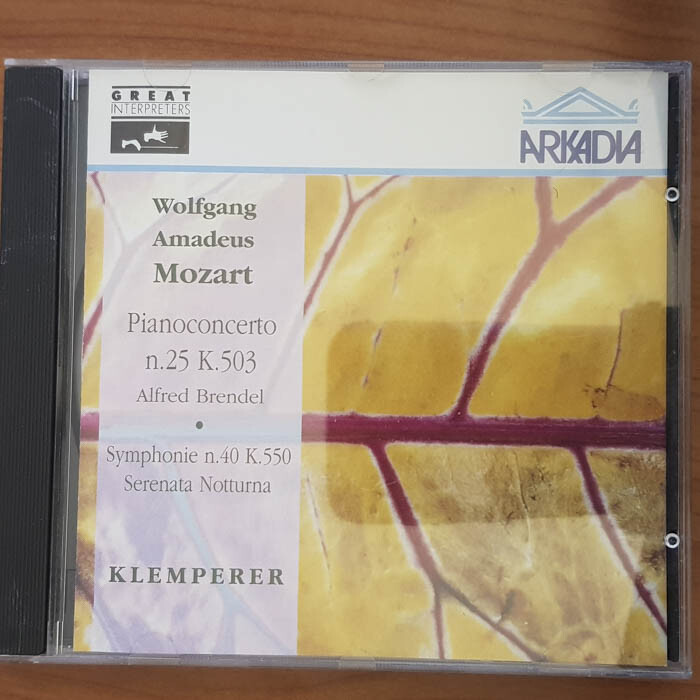 GREAT
INTERPRETERS
ARKADIA
Wolfgang
Amadeus
Mozart
Pianoconcerto
n.25 K.503
Alfred Brendel
•
Symphonie n.40 K.550
Serenata Notturna
KLEMPERER